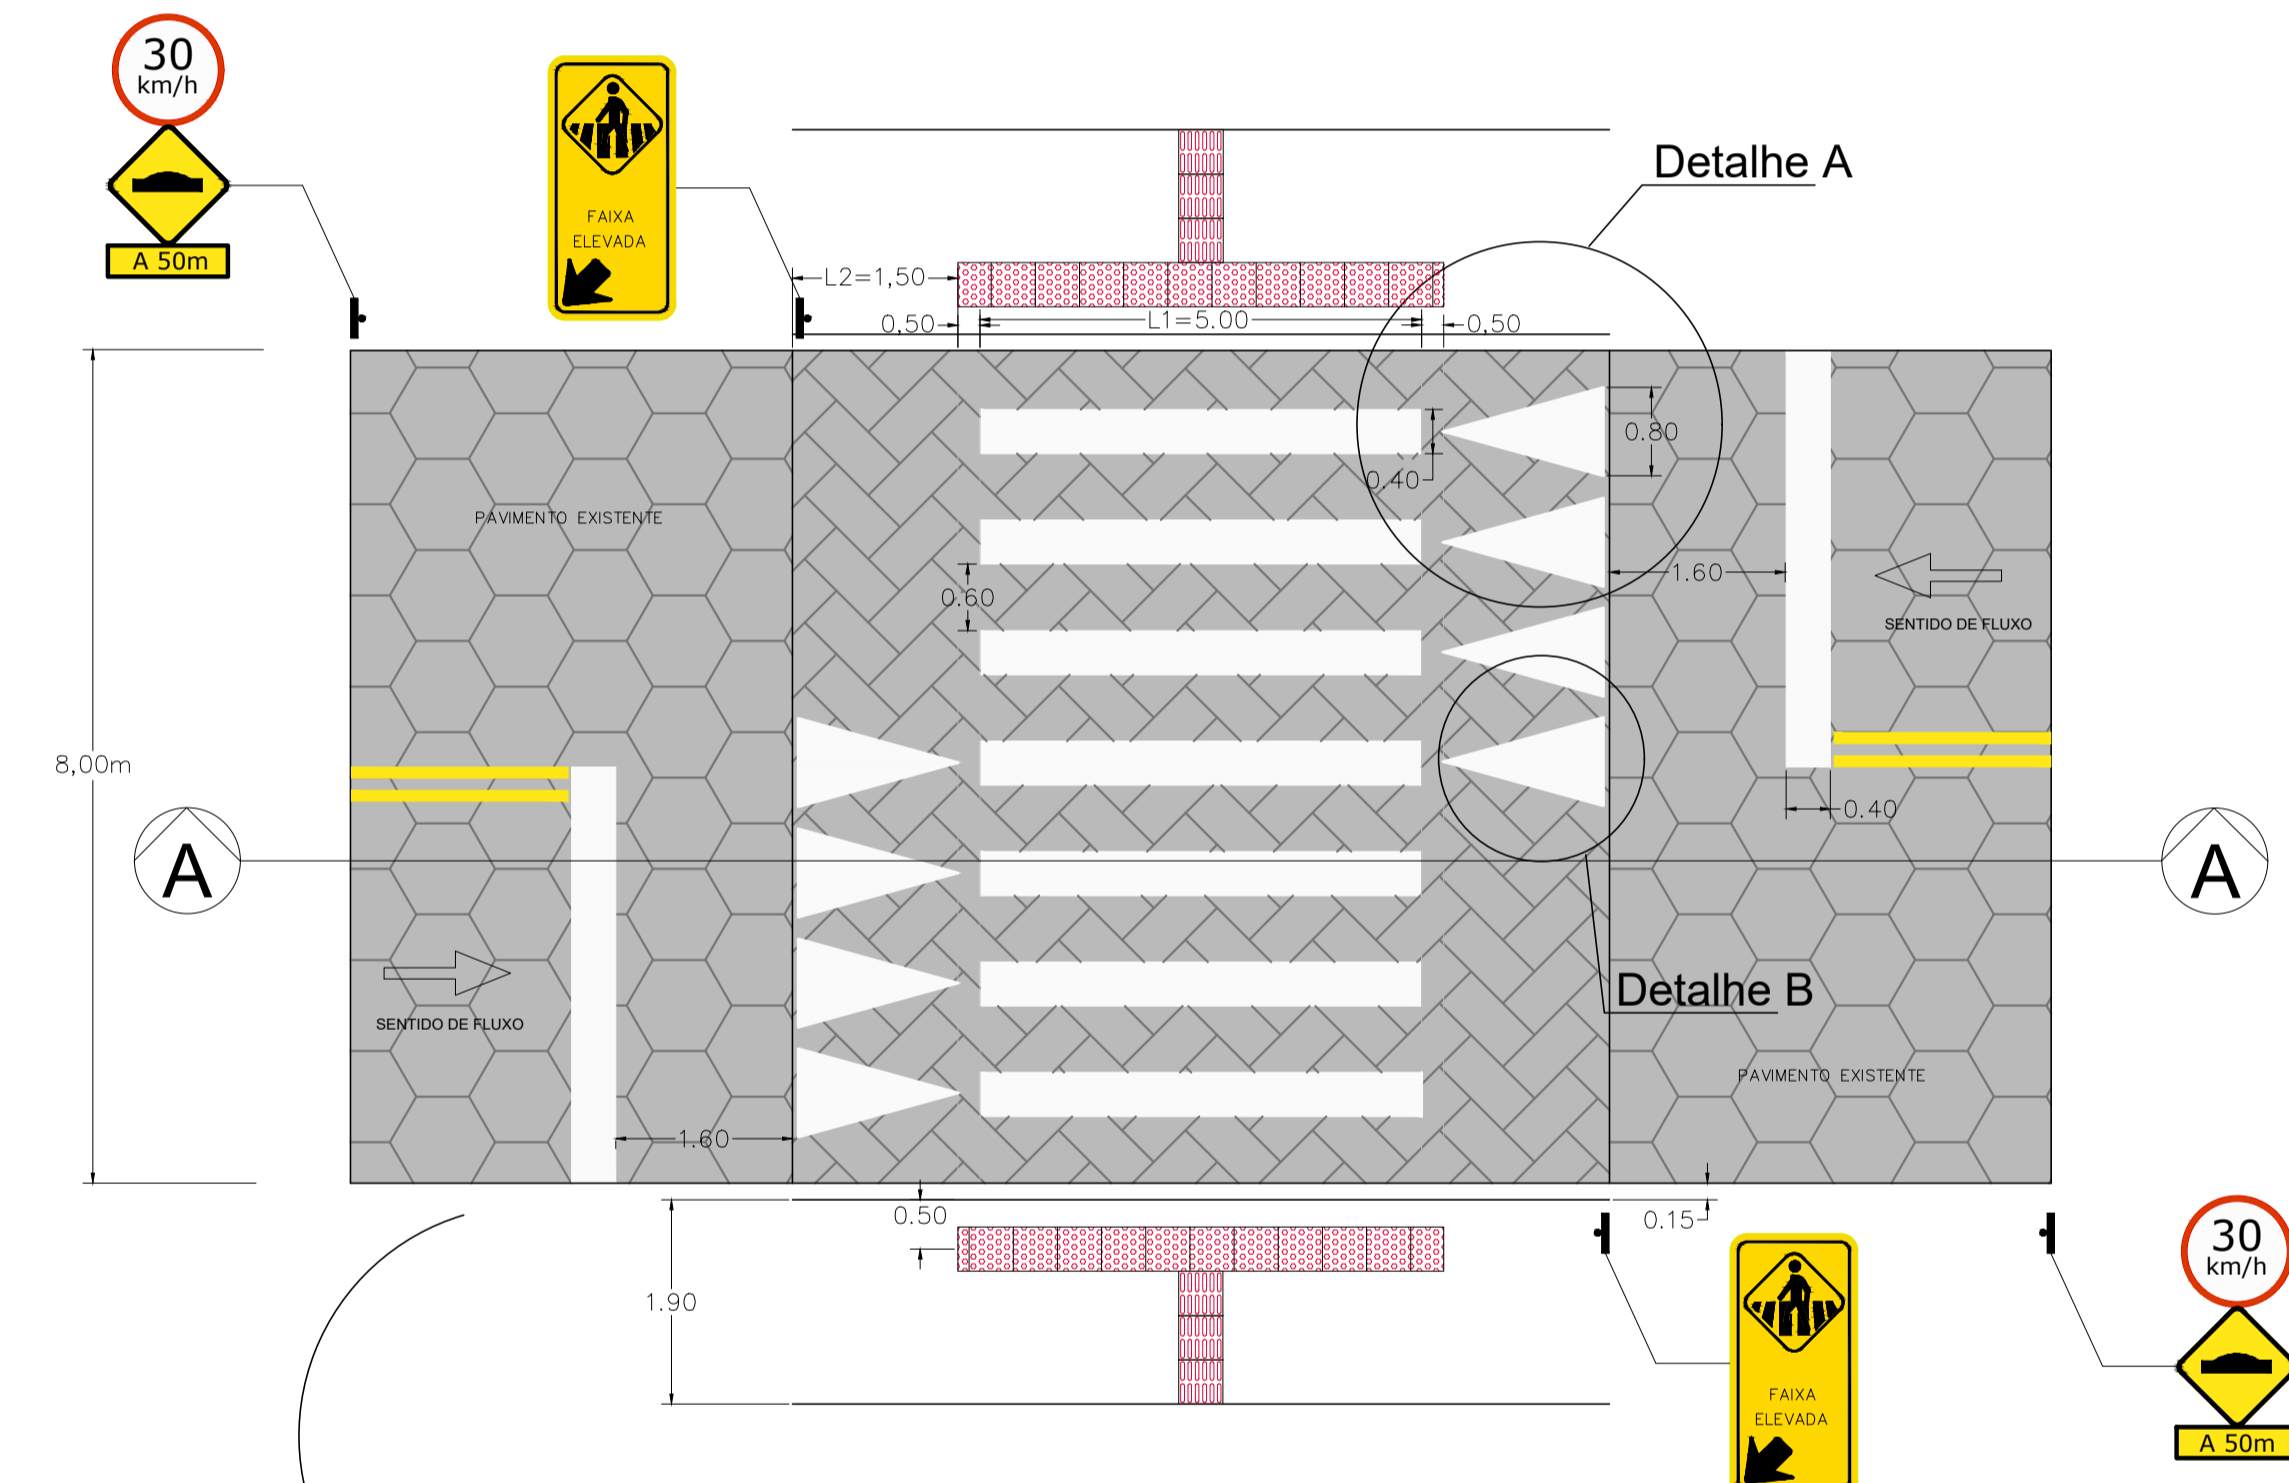 30
km/h
A 50m
FAIXA
ELEVADA
Detalhe A
L2=1,50
0,50
L1=5.00
0,50
0.80
0.40
PAVIMENTO EXISTENTE
1.60
0.60
SENTIDO DE FLUXO
8,00m
0.40
A
A
Detalhe B
SENTIDO DE FLUXO
PAVIMENTO EXISTENTE
1.60
0.50
0.15
30
km/h
1.90
FAIXA
ELEVADA
A 50m